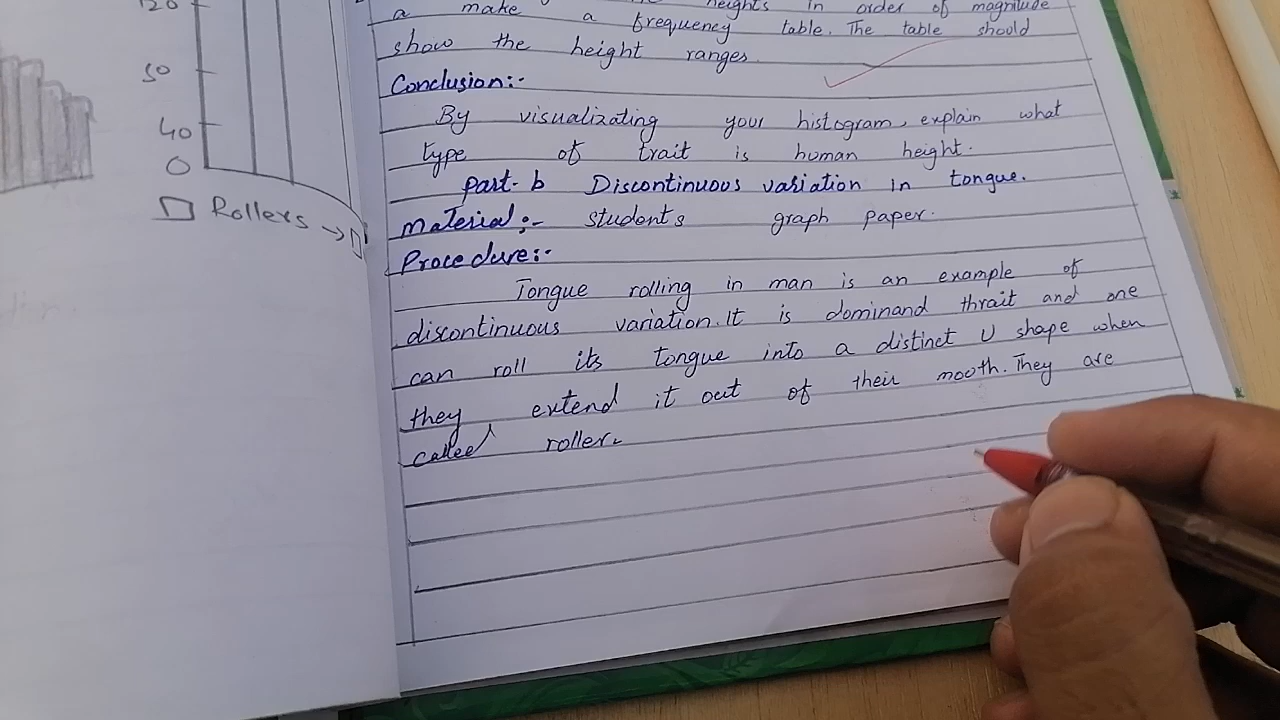 120
50
40
0
Rollers
heights in order of magnitude
a make a frequency table. The table should
show the height ranges.
Conclusion:-
By visualizating your histogram, explain what
type of trait is human height.
part-b Discontinuous variation in tongue.
Material:- students graph paper.
Procedure:-
Tongue rolling in man is an example of
discontinuous variation. It is dominand thrait and one
can roll its tongue into a distinct U shape when
they extend it out of their mooth. They are
called roller.